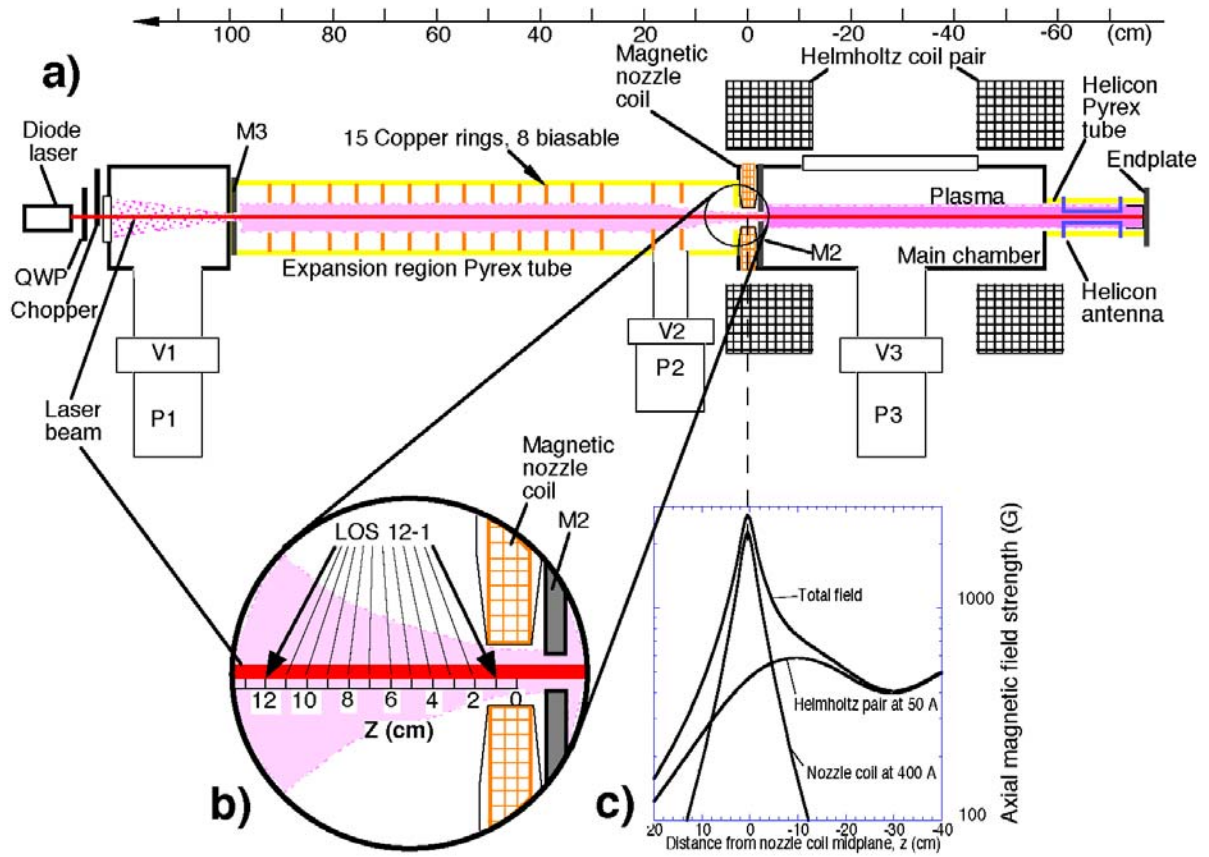 100
80
60
40
20
0
-20
-40
-60
(cm)
a)
Magnetic
nozzle
coil
Helmholtz coil pair
Helicon
Pyrex
tube
Diode
laser
M3
15 Copper rings, 8 biasable
Endplate
Plasma
QWP
Chopper
Expansion region Pyrex tube
M2
Main chamber
Helicon
antenna
V1
V2
V3
P1
P2
P3
Laser
beam
Magnetic
nozzle
coil
M2
LOS 12-1
12 10 8 6 4 2 0
Z (cm)
b)
c)
Total field
Helmholtz pair at 50 A
Nozzle coil at 400 A
1000
100
Axial magnetic field strength (G)
20 10 0 -10 -20 -30 -40
Distance from nozzle coil midplane, z (cm)